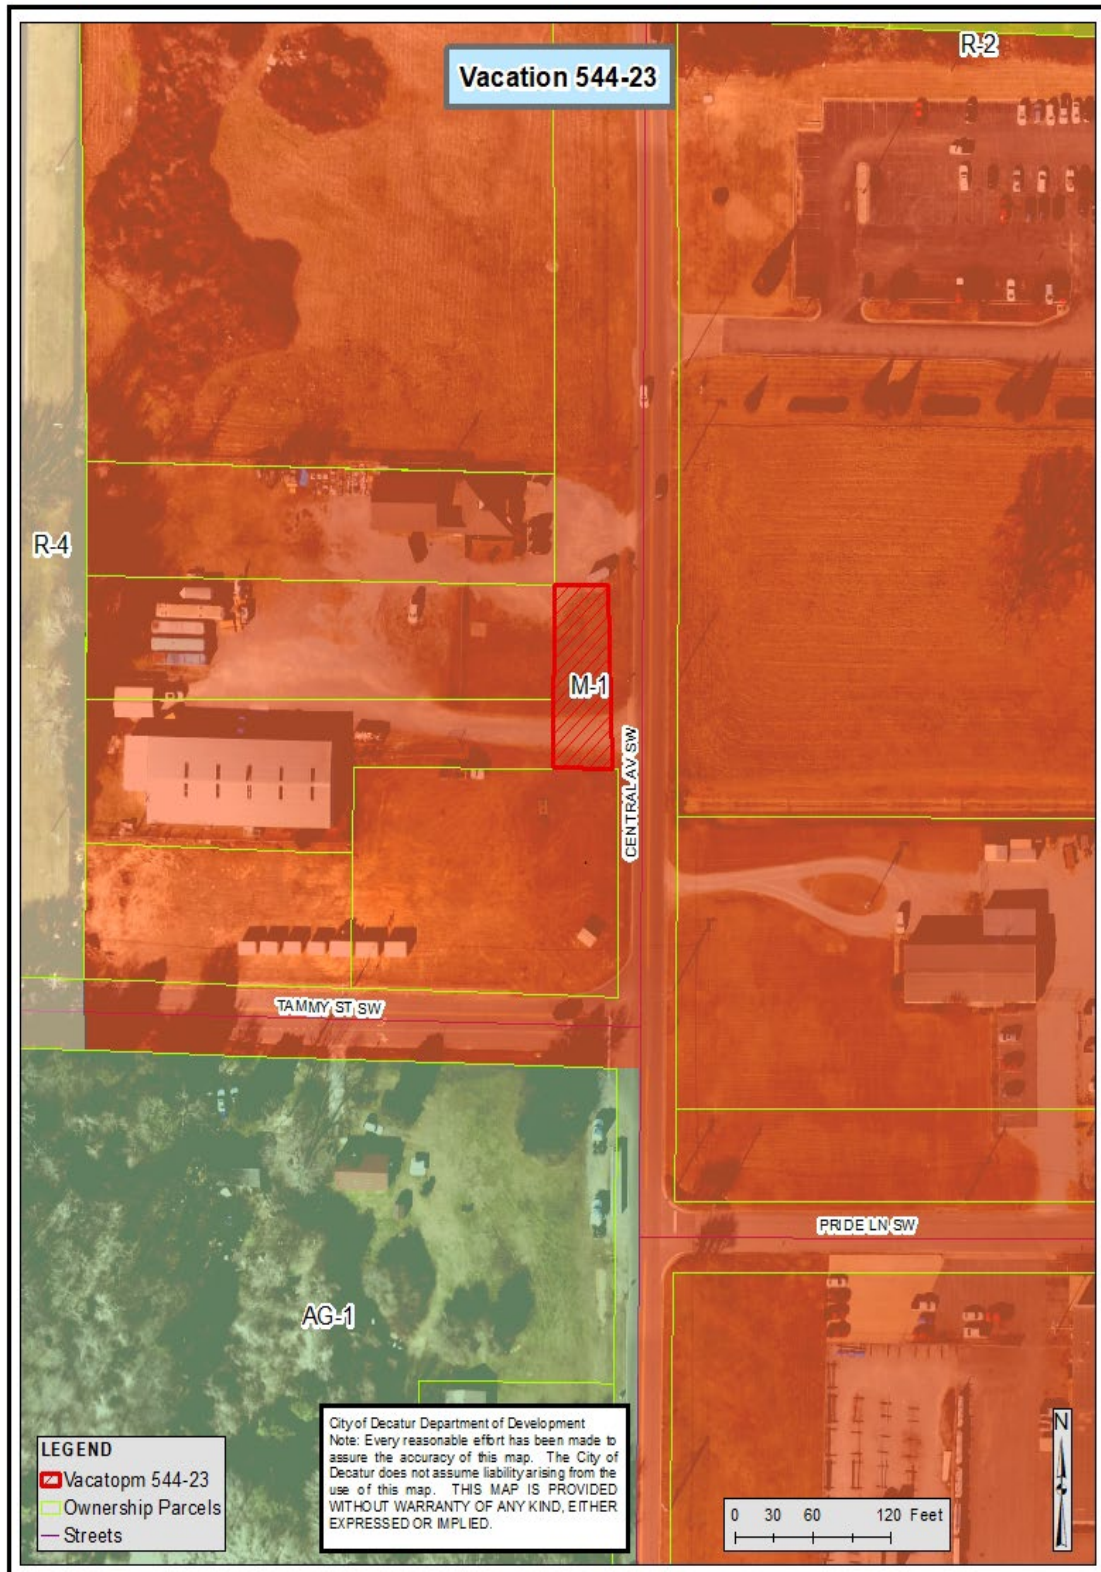 Vacation 544-23
R-2
R-4
M-1
CENTRAL AV SW
TAMMY ST SW
PRIDE LN SW
AG-1
LEGEND
Vacatopm 544-23
Ownership Parcels
Streets
City of Decatur Department of Development
Note: Every reasonable effort has been made to
assure the accuracy of this map. The City of
Decatur does not assume liability arising from the
use of this map. THIS MAP IS PROVIDED
WITHOUT WARRANTY OF ANY KIND, EITHER
EXPRESSED OR IMPLIED.
0 30 60 120 Feet
N